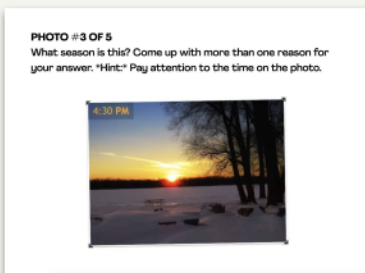 PHOTO #3 OF 5
What season is this? Come up with more than one reason for
your answer. *Hint:* Pay attention to the time on the photo.
4:30 PM